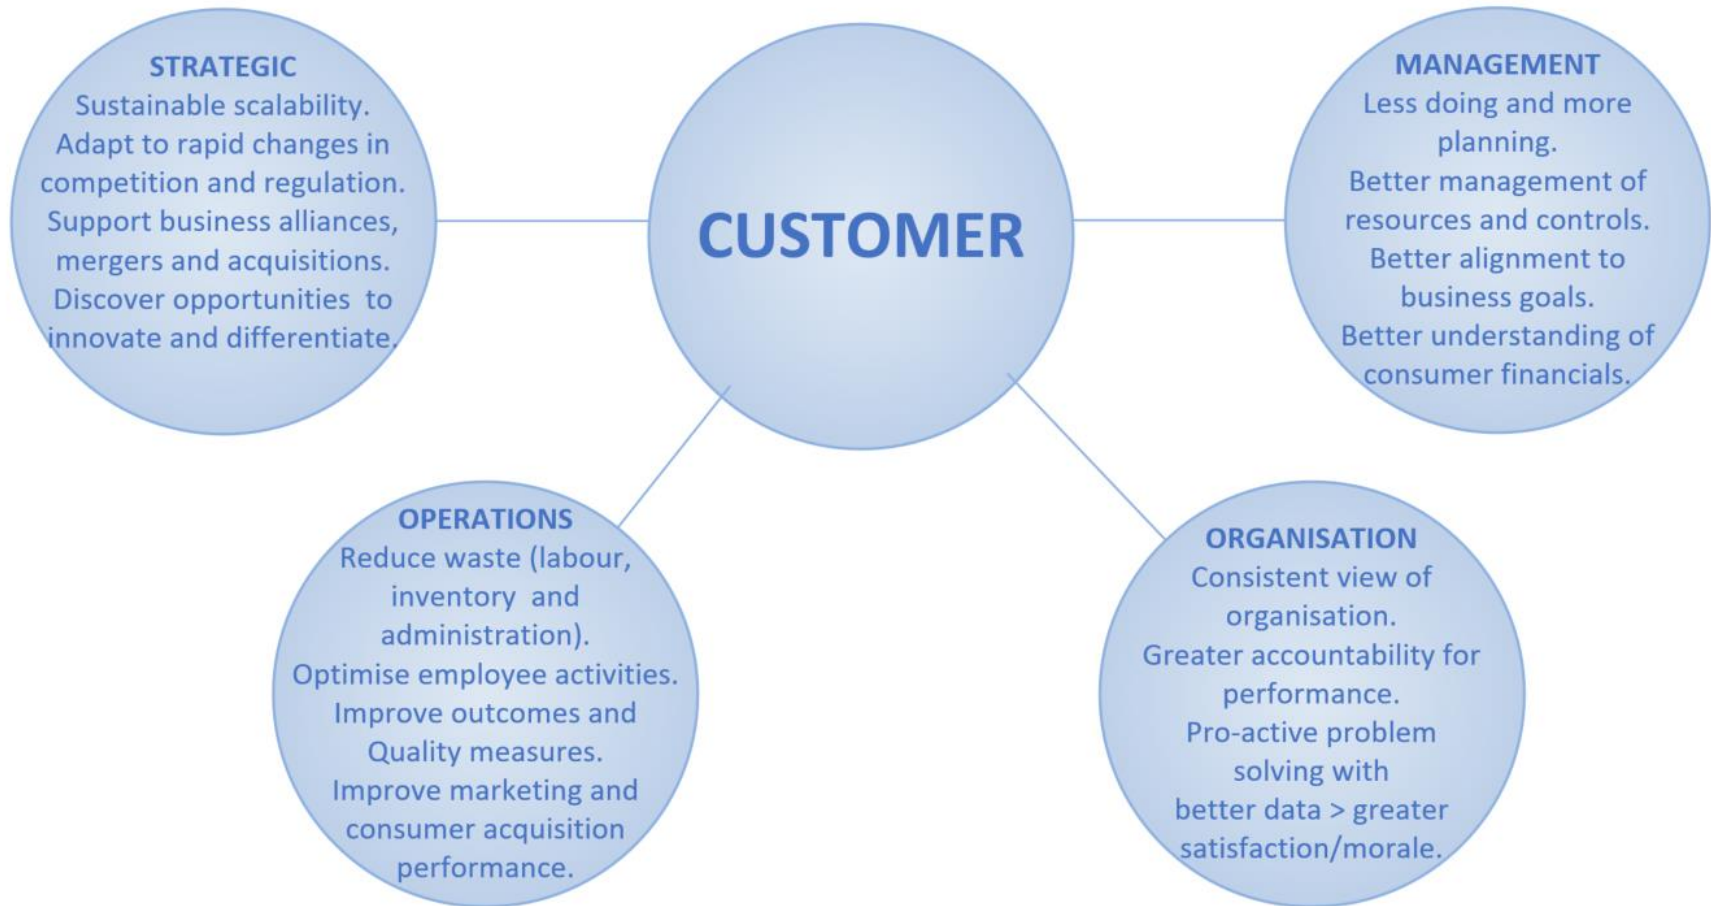 STRATEGIC
Sustainable scalability.
Adapt to rapid changes in
competition and regulation.
Support business alliances,
mergers and acquisitions.
Discover opportunities  to
innovate and differentiate.
CUSTOMER
MANAGEMENT
Less doing and more
planning.
Better management of
resources and controls.
Better alignment to
business goals.
Better understanding of
consumer financials.
OPERATIONS
Reduce waste (labour,
inventory  and
administration).
Optimise employee activities.
Improve outcomes and
Quality measures.
Improve marketing and
consumer acquisition
performance.
ORGANISATION
Consistent view of
organisation.
Greater accountability for
performance.
Pro-active problem
solving with
better data > greater
satisfaction/morale.